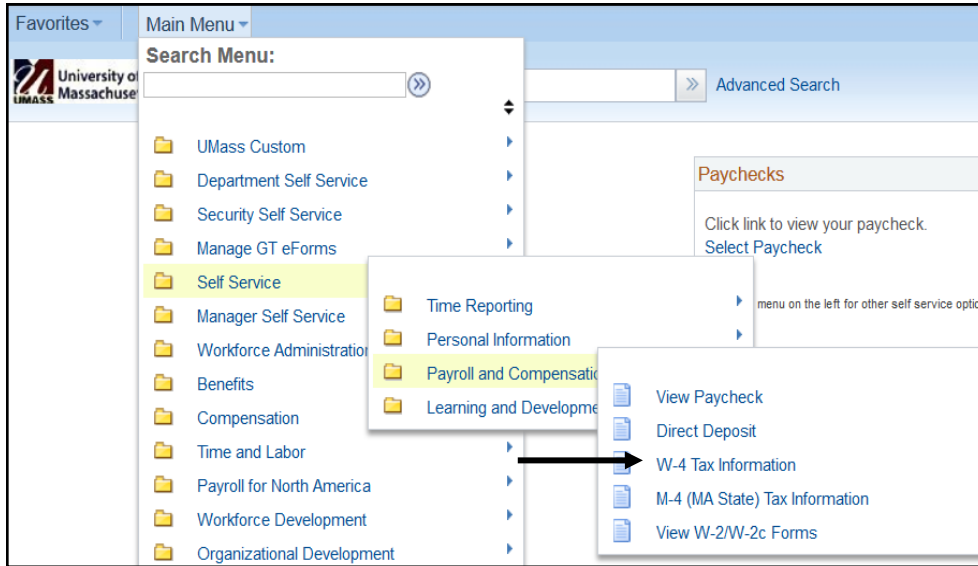 Favorites
Main Menu
Search Menu:
University of
Massachuse
UMASS
Advanced Search
UMass Custom
Department Self Service
Security Self Service
Manage GT eForms
Self Service
Manager Self Service
Workforce Administration
Benefits
Compensation
Time and Labor
Payroll for North America
Workforce Development
Organizational Development
Time Reporting
Personal Information
Payroll and Compensatio
Learning and Developme
View Paycheck
Direct Deposit
W-4 Tax Information
M-4 (MA State) Tax Information
View W-2/W-2c Forms
Paychecks
Click link to view your paycheck.
Select Paycheck
menu on the left for other self service optic